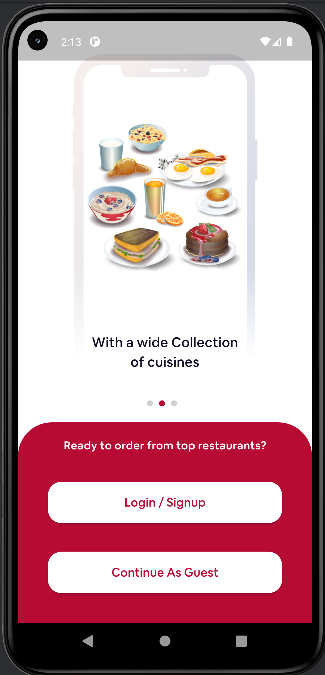 2:13
With a wide Collection
of cuisines
Ready to order from top restaurants?
Login / Signup
Continue As Guest